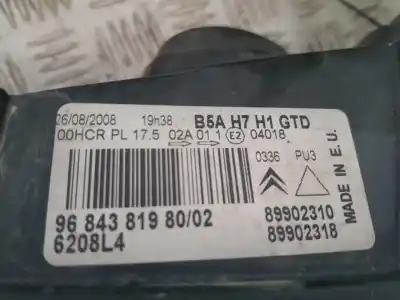 26/08/2008 19h38 B5A H7 H1 GTD
00HCR PL 17.5 02A 01 1 E2 04018
0336 PU3
MADE IN E.U.
96 843 819 80/02 89902310
6208L4 89902318